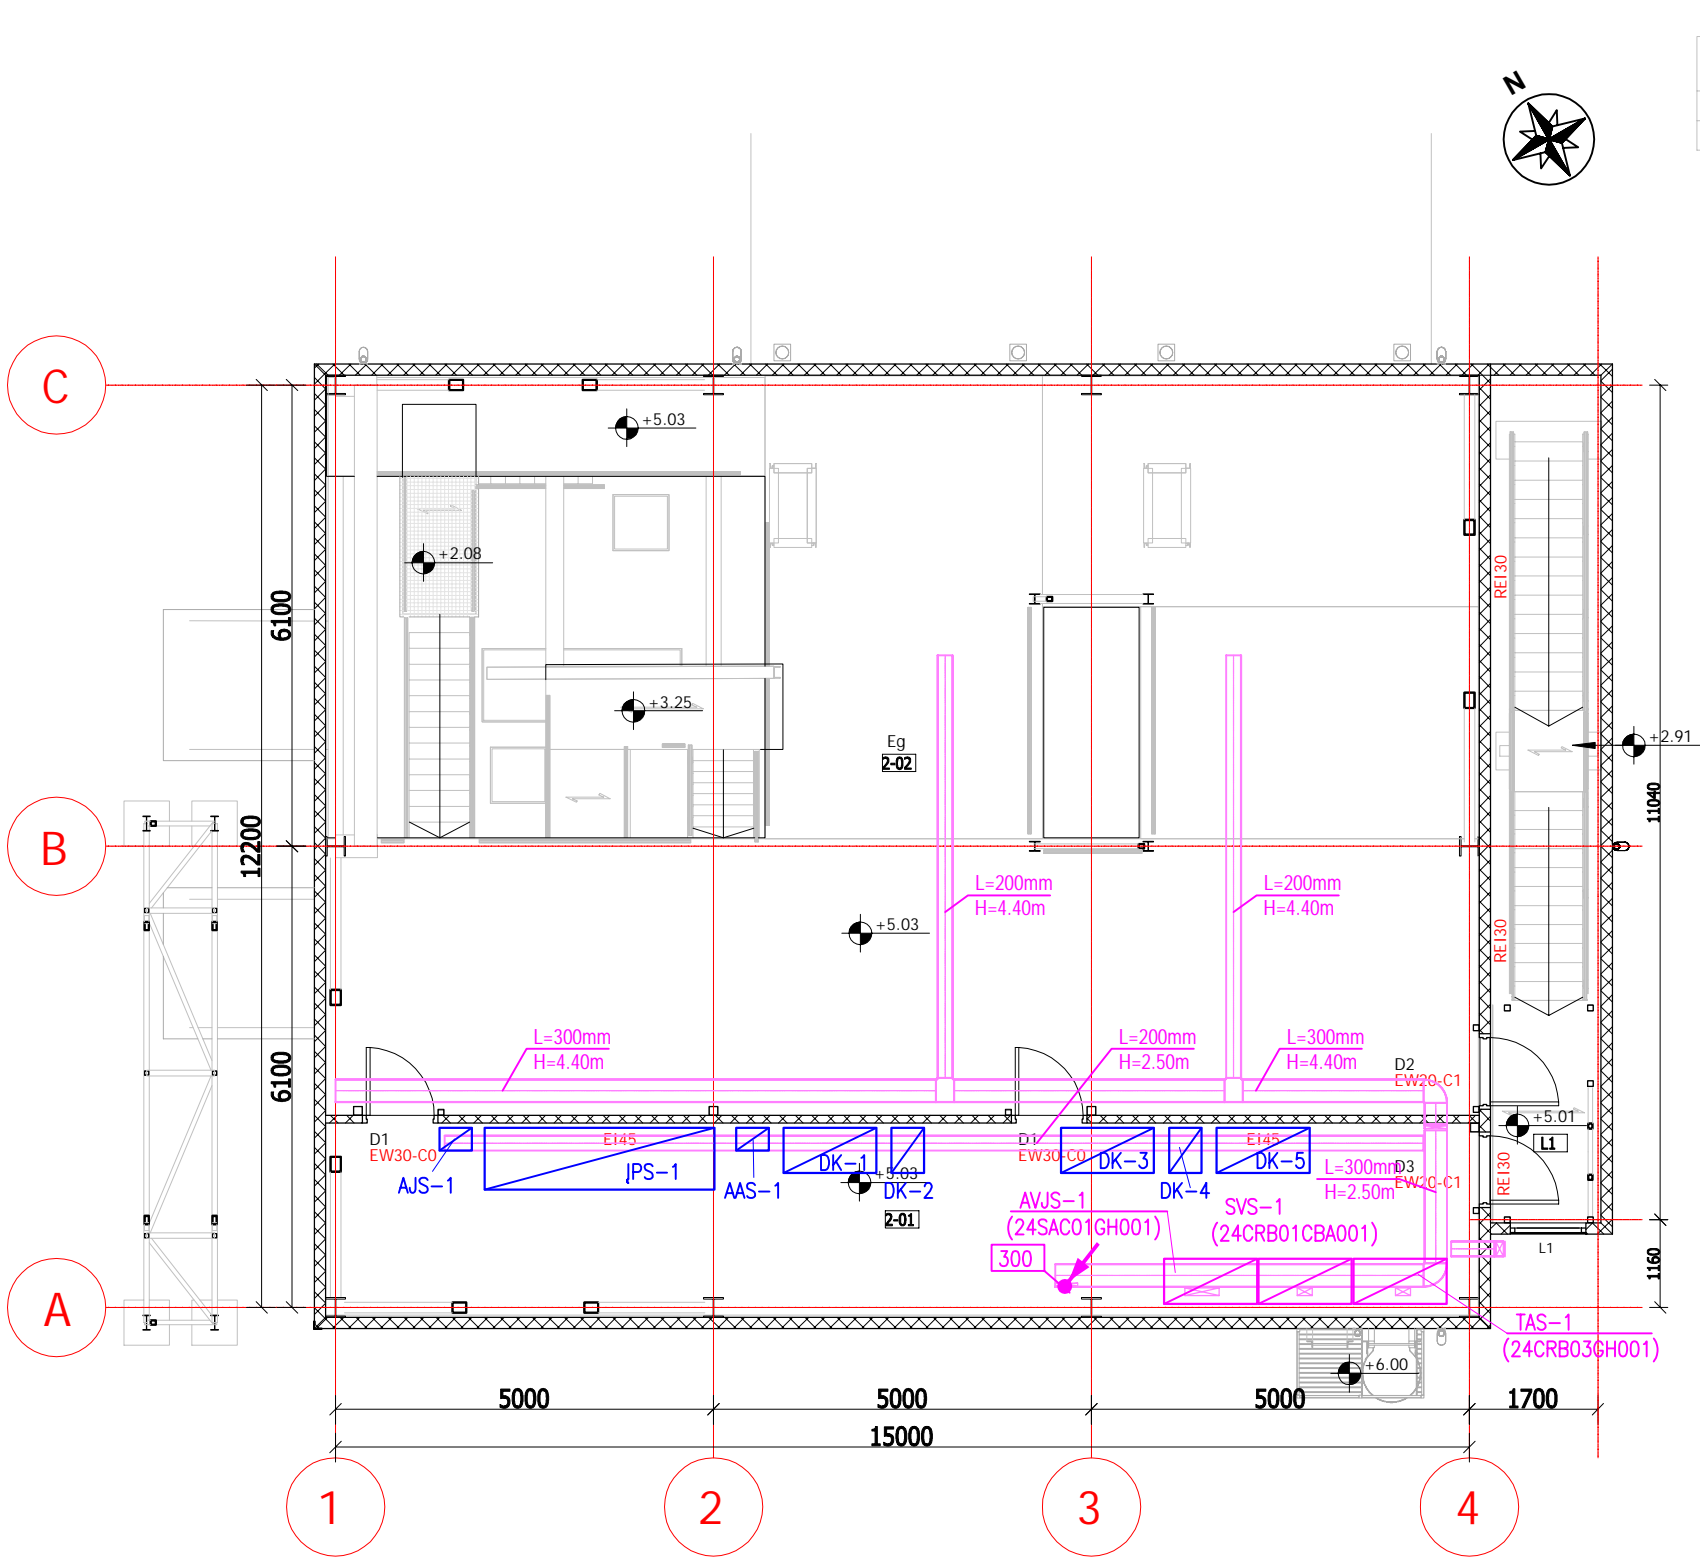 N
C
+5.03
+2.08
REI30
6100
+3.25
Eg
2-02
+2.91
11040
B
12200
L=200mm
H=4.40m
L=200mm
H=4.40m
+5.03
REI30
6100
L=300mm
H=4.40m
L=200mm
H=2.50m
L=300mm
H=4.40m
D2
EW20-C1
+5.01
L1
D1
EW30-C0
EI45
D1
EW30-C0
EI45
AJS-1
JPS-1
AAS-1
DK-1
DK-2
+5.03
2-01
DK-3
DK-4
DK-5
L=300mm
H=2.50m
D3
EW20-C1
REI30
AVJS-1
(24SAC01GH001)
SVS-1
(24CRB01CBA001)
300
L1
1160
A
TAS-1
(24CRB03GH001)
+6.00
5000
5000
5000
1700
15000
1
2
3
4